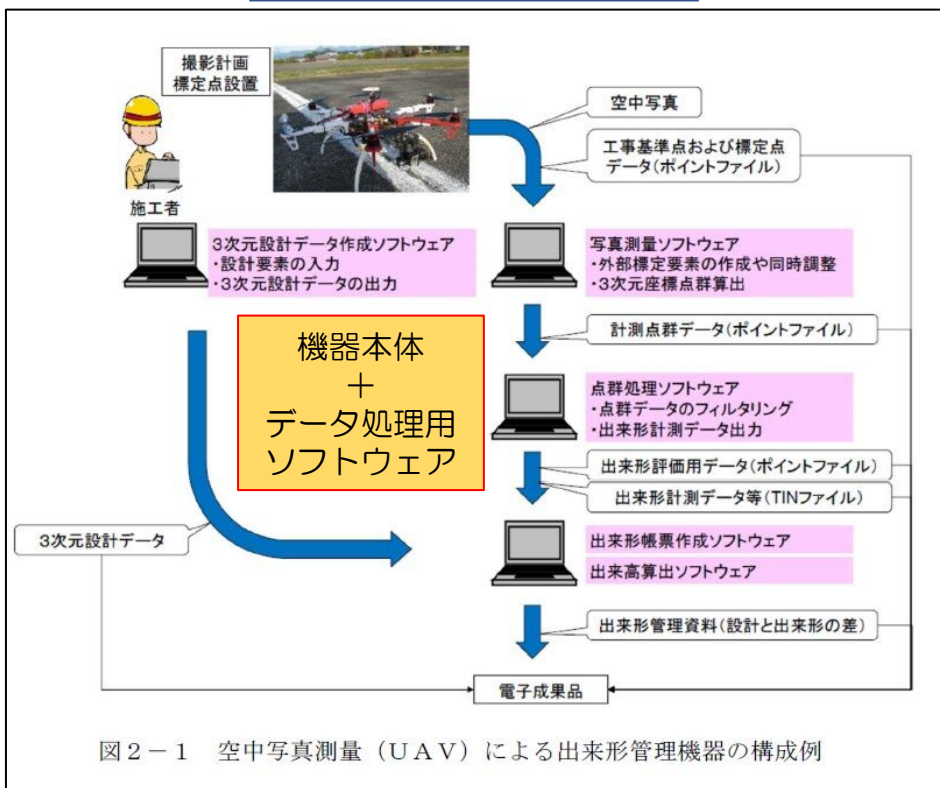 撮影計画
標定点設置
空中写真
工事基準点および標定点
データ(ポイントファイル)
施工者
3次元設計データ作成ソフトウェア
・設計要素の入力
・3次元設計データの出力
写真測量ソフトウェア
・外部標定要素の作成や同時調整
・3次元座標点群算出
機器本体
＋
データ処理用
ソフトウェア
計測点群データ(ポイントファイル)
点群処理ソフトウェア
・点群データのフィルタリング
・出来形計測データ出力
出来形評価用データ(ポイントファイル)
出来形計測データ等(TINファイル)
3次元設計データ
出来形帳票作成ソフトウェア
出来高算出ソフトウェア
出来形管理資料(設計と出来形の差)
電子成果品
図２－１　空中写真測量（ＵＡＶ）による出来形管理機器の構成例